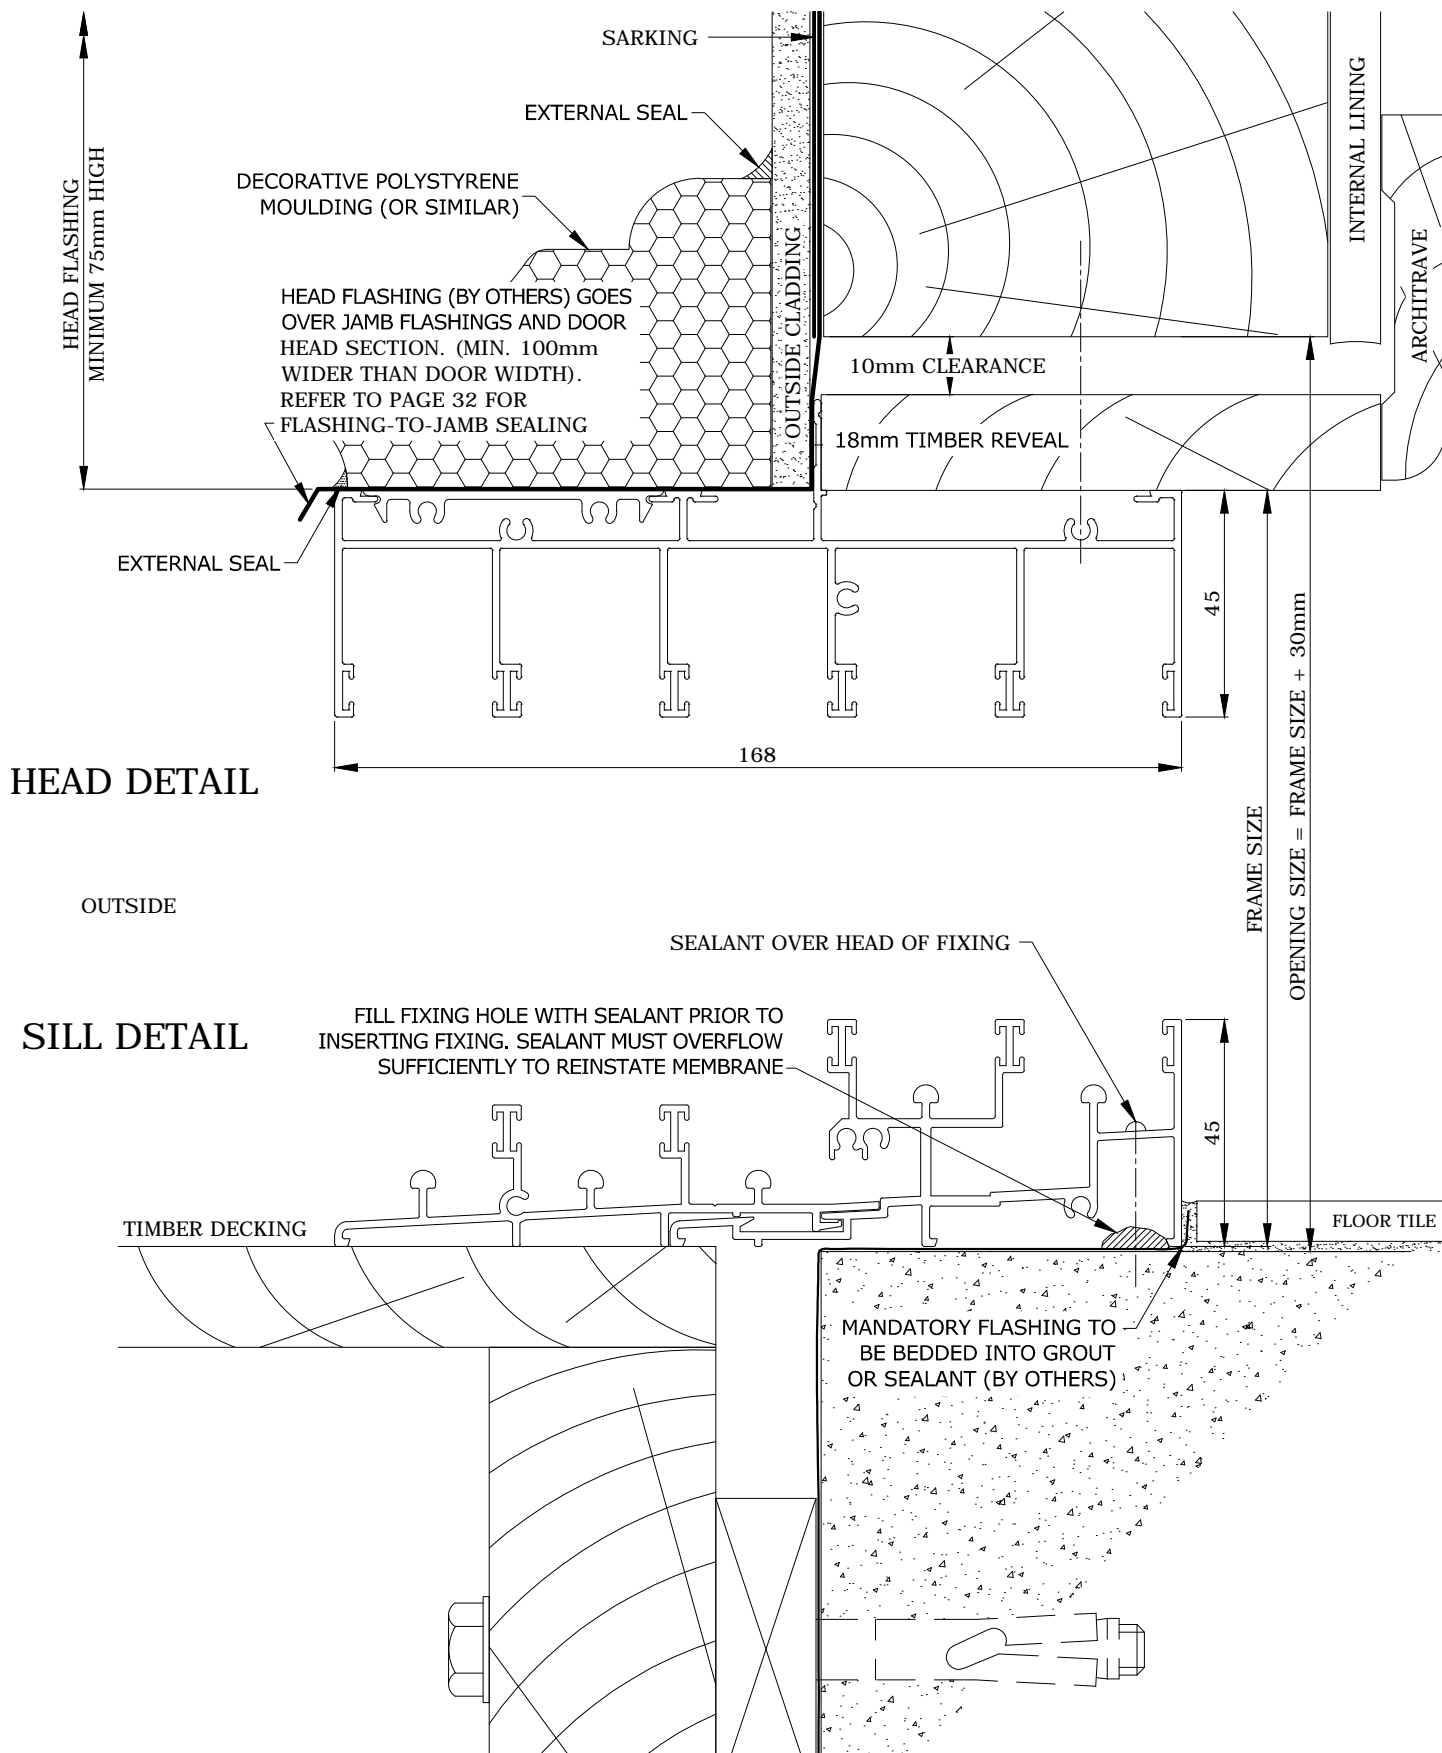 SARKING
EXTERNAL SEAL
DECORATIVE POLYSTYRENE
MOULDING (OR SIMILAR)
HEAD FLASHING
MINIMUM 75mm HIGH
HEAD FLASHING (BY OTHERS) GOES
OVER JAMB FLASHINGS AND DOOR
HEAD SECTION. (MIN. 100mm
WIDER THAN DOOR WIDTH).
REFER TO PAGE 32 FOR
FLASHING-TO-JAMB SEALING
OUTSIDE CLADDING
INTERNAL LINING
ARCHITRAVE
10mm CLEARANCE
18mm TIMBER REVEAL
EXTERNAL SEAL
45
168
HEAD DETAIL
FRAME SIZE
OPENING SIZE = FRAME SIZE + 30mm
OUTSIDE
SEALANT OVER HEAD OF FIXING
SILL DETAIL
FILL FIXING HOLE WITH SEALANT PRIOR TO
INSERTING FIXING. SEALANT MUST OVERFLOW
SUFFICIENTLY TO REINSTATE MEMBRANE
45
TIMBER DECKING
FLOOR TILE
MANDATORY FLASHING TO
BE BEDDED INTO GROUT
OR SEALANT (BY OTHERS)